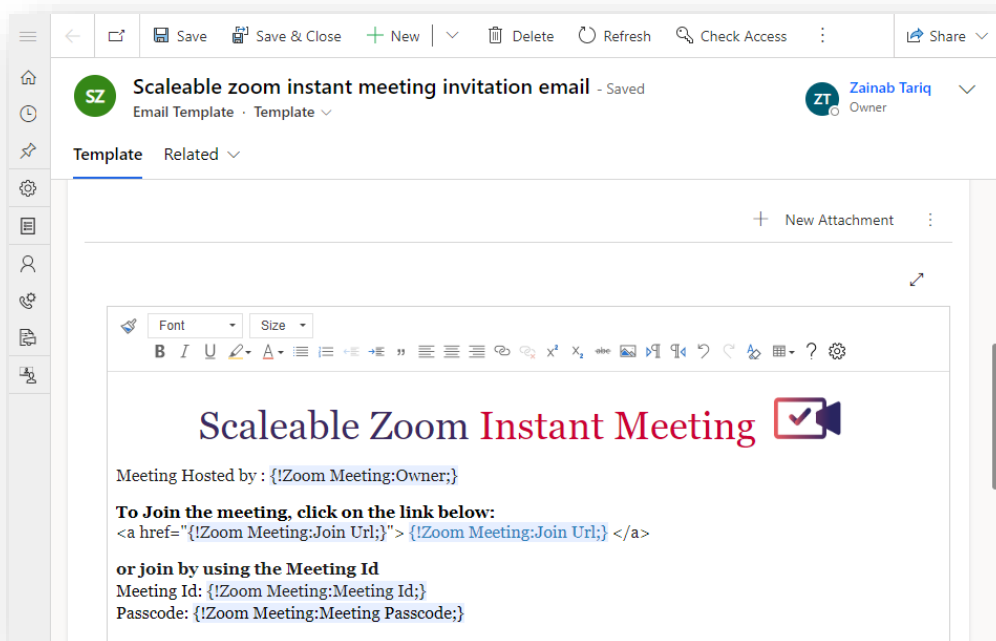 Save Save & Close New Delete Refresh Check Access Share
SZ Scaleable zoom instant meeting invitation email - Saved
Email Template · Template
ZT Zainab Tariq
Owner
Template Related
New Attachment
Font Size
B I U A abc ?
Scaleable Zoom Instant Meeting
Meeting Hosted by : {!Zoom Meeting:Owner;}
To Join the meeting, click on the link below:
<a href="{!Zoom Meeting:Join Url;}"> {!Zoom Meeting:Join Url;} </a>
or join by using the Meeting Id
Meeting Id: {!Zoom Meeting:Meeting Id;}
Passcode: {!Zoom Meeting:Meeting Passcode;}